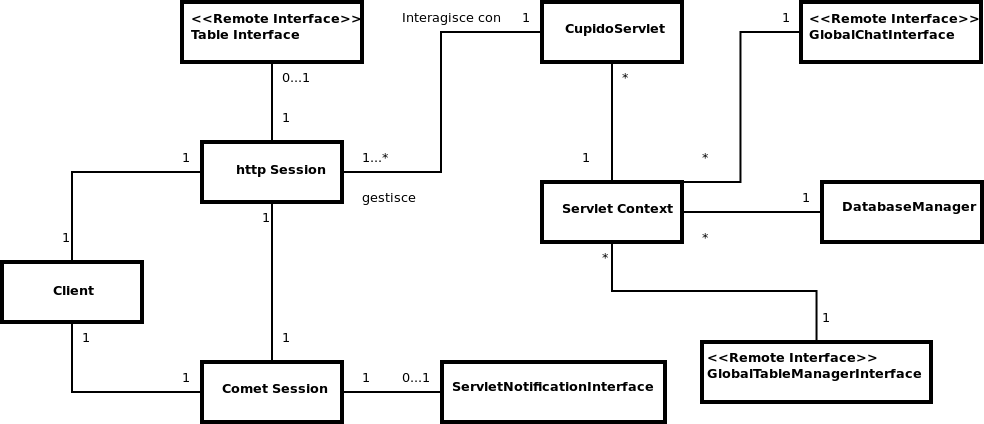 <<Remote Interface>>
Table Interface
Interagisce con
1
CupidoServlet
1
<<Remote Interface>>
GlobalChatInterface
0...1
*
1
1
http Session
1...*
1
*
gestisce
Servlet Context
1
DatabaseManager
1
1
*
*
Client
1
1
1
<<Remote Interface>>
GlobalTableManagerInterface
1
Comet Session
1
0...1
ServletNotificationInterface